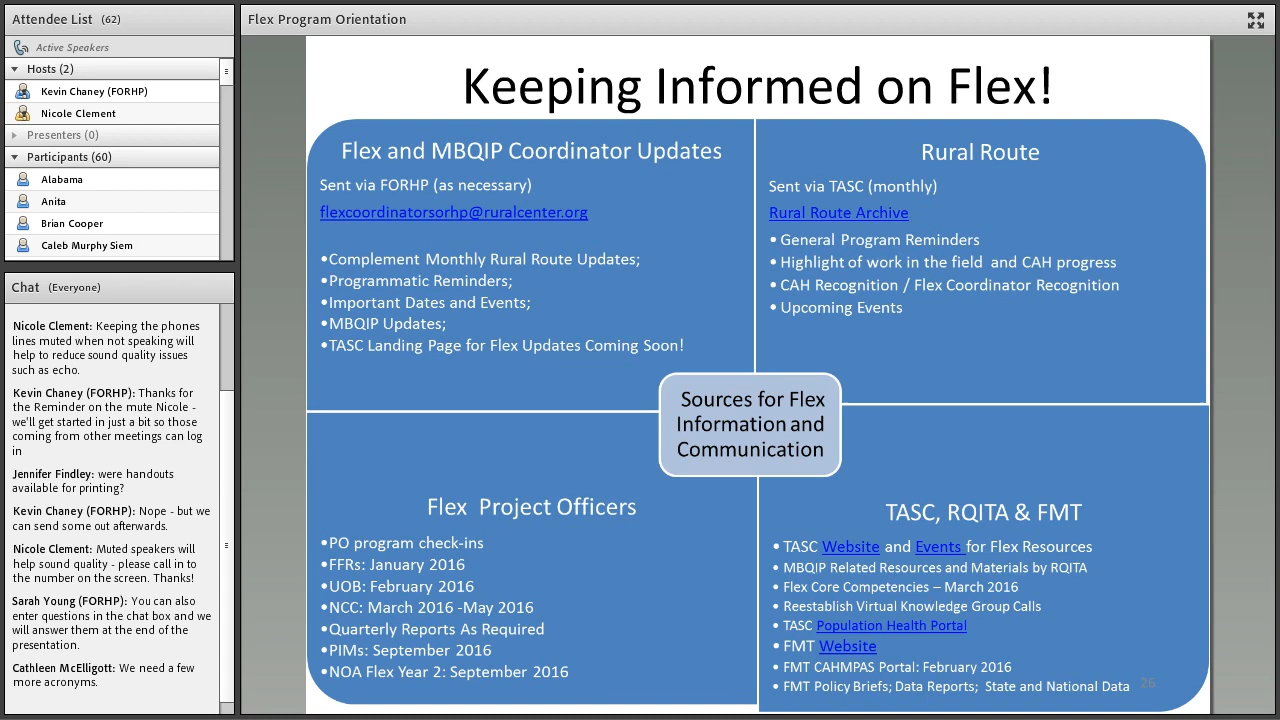 Attendee List (62)
Active Speakers
Hosts (2)
Kevin Chaney (FORHP)
Nicole Clement
Presenters (0)
Participants (60)
Alabama
Anita
Brian Cooper
Caleb Murphy Siem
Chat (Everyone)
Nicole Clement: Keeping the phones
lines muted when not speaking will
help to reduce sound quality issues
such as echo.
Kevin Chaney (FORHP): Thanks for
the Reminder on the mute Nicole -
we'll get started in just a bit so those
coming from other meetings can log
in
Jennifer Findley: were handouts
available for printing?
Kevin Chaney (FORHP): Nope - but we
can send some out afterwards.
Nicole Clement: Muted speakers will
help sound quality - please call in to
the number on the screen. Thanks!
Sarah Young (FORHP): You can also
enter questions in the chat box and we
will answer them at the end of the
presentation.
Cathleen McElligott: We need a few
more acronyms.
Flex Program Orientation
Keeping Informed on Flex!
Flex and MBQIP Coordinator Updates
Sent via FORHP (as necessary)
flexcoordinatorsorhp@ruralcenter.org
•Complement Monthly Rural Route Updates;
•Programmatic Reminders;
•Important Dates and Events;
•MBQIP Updates;
•TASC Landing Page for Flex Updates Coming Soon!
Rural Route
Sent via TASC (monthly)
Rural Route Archive
• General Program Reminders
• Highlight of work in the field and CAH progress
• CAH Recognition / Flex Coordinator Recognition
• Upcoming Events
Sources for Flex
Information and
Communication
Flex Project Officers
•PO program check-ins
•FFRs: January 2016
•UOB: February 2016
•NCC: March 2016 -May 2016
•Quarterly Reports As Required
•PIMs: September 2016
•NOA Flex Year 2: September 2016
TASC, RQITA & FMT
• TASC Website and Events for Flex Resources
• MBQIP Related Resources and Materials by RQITA
• Flex Core Competencies – March 2016
• Reestablish Virtual Knowledge Group Calls
• TASC Population Health Portal
• FMT Website
• FMT CAHMPAS Portal: February 2016
• FMT Policy Briefs; Data Reports; State and National Data
26